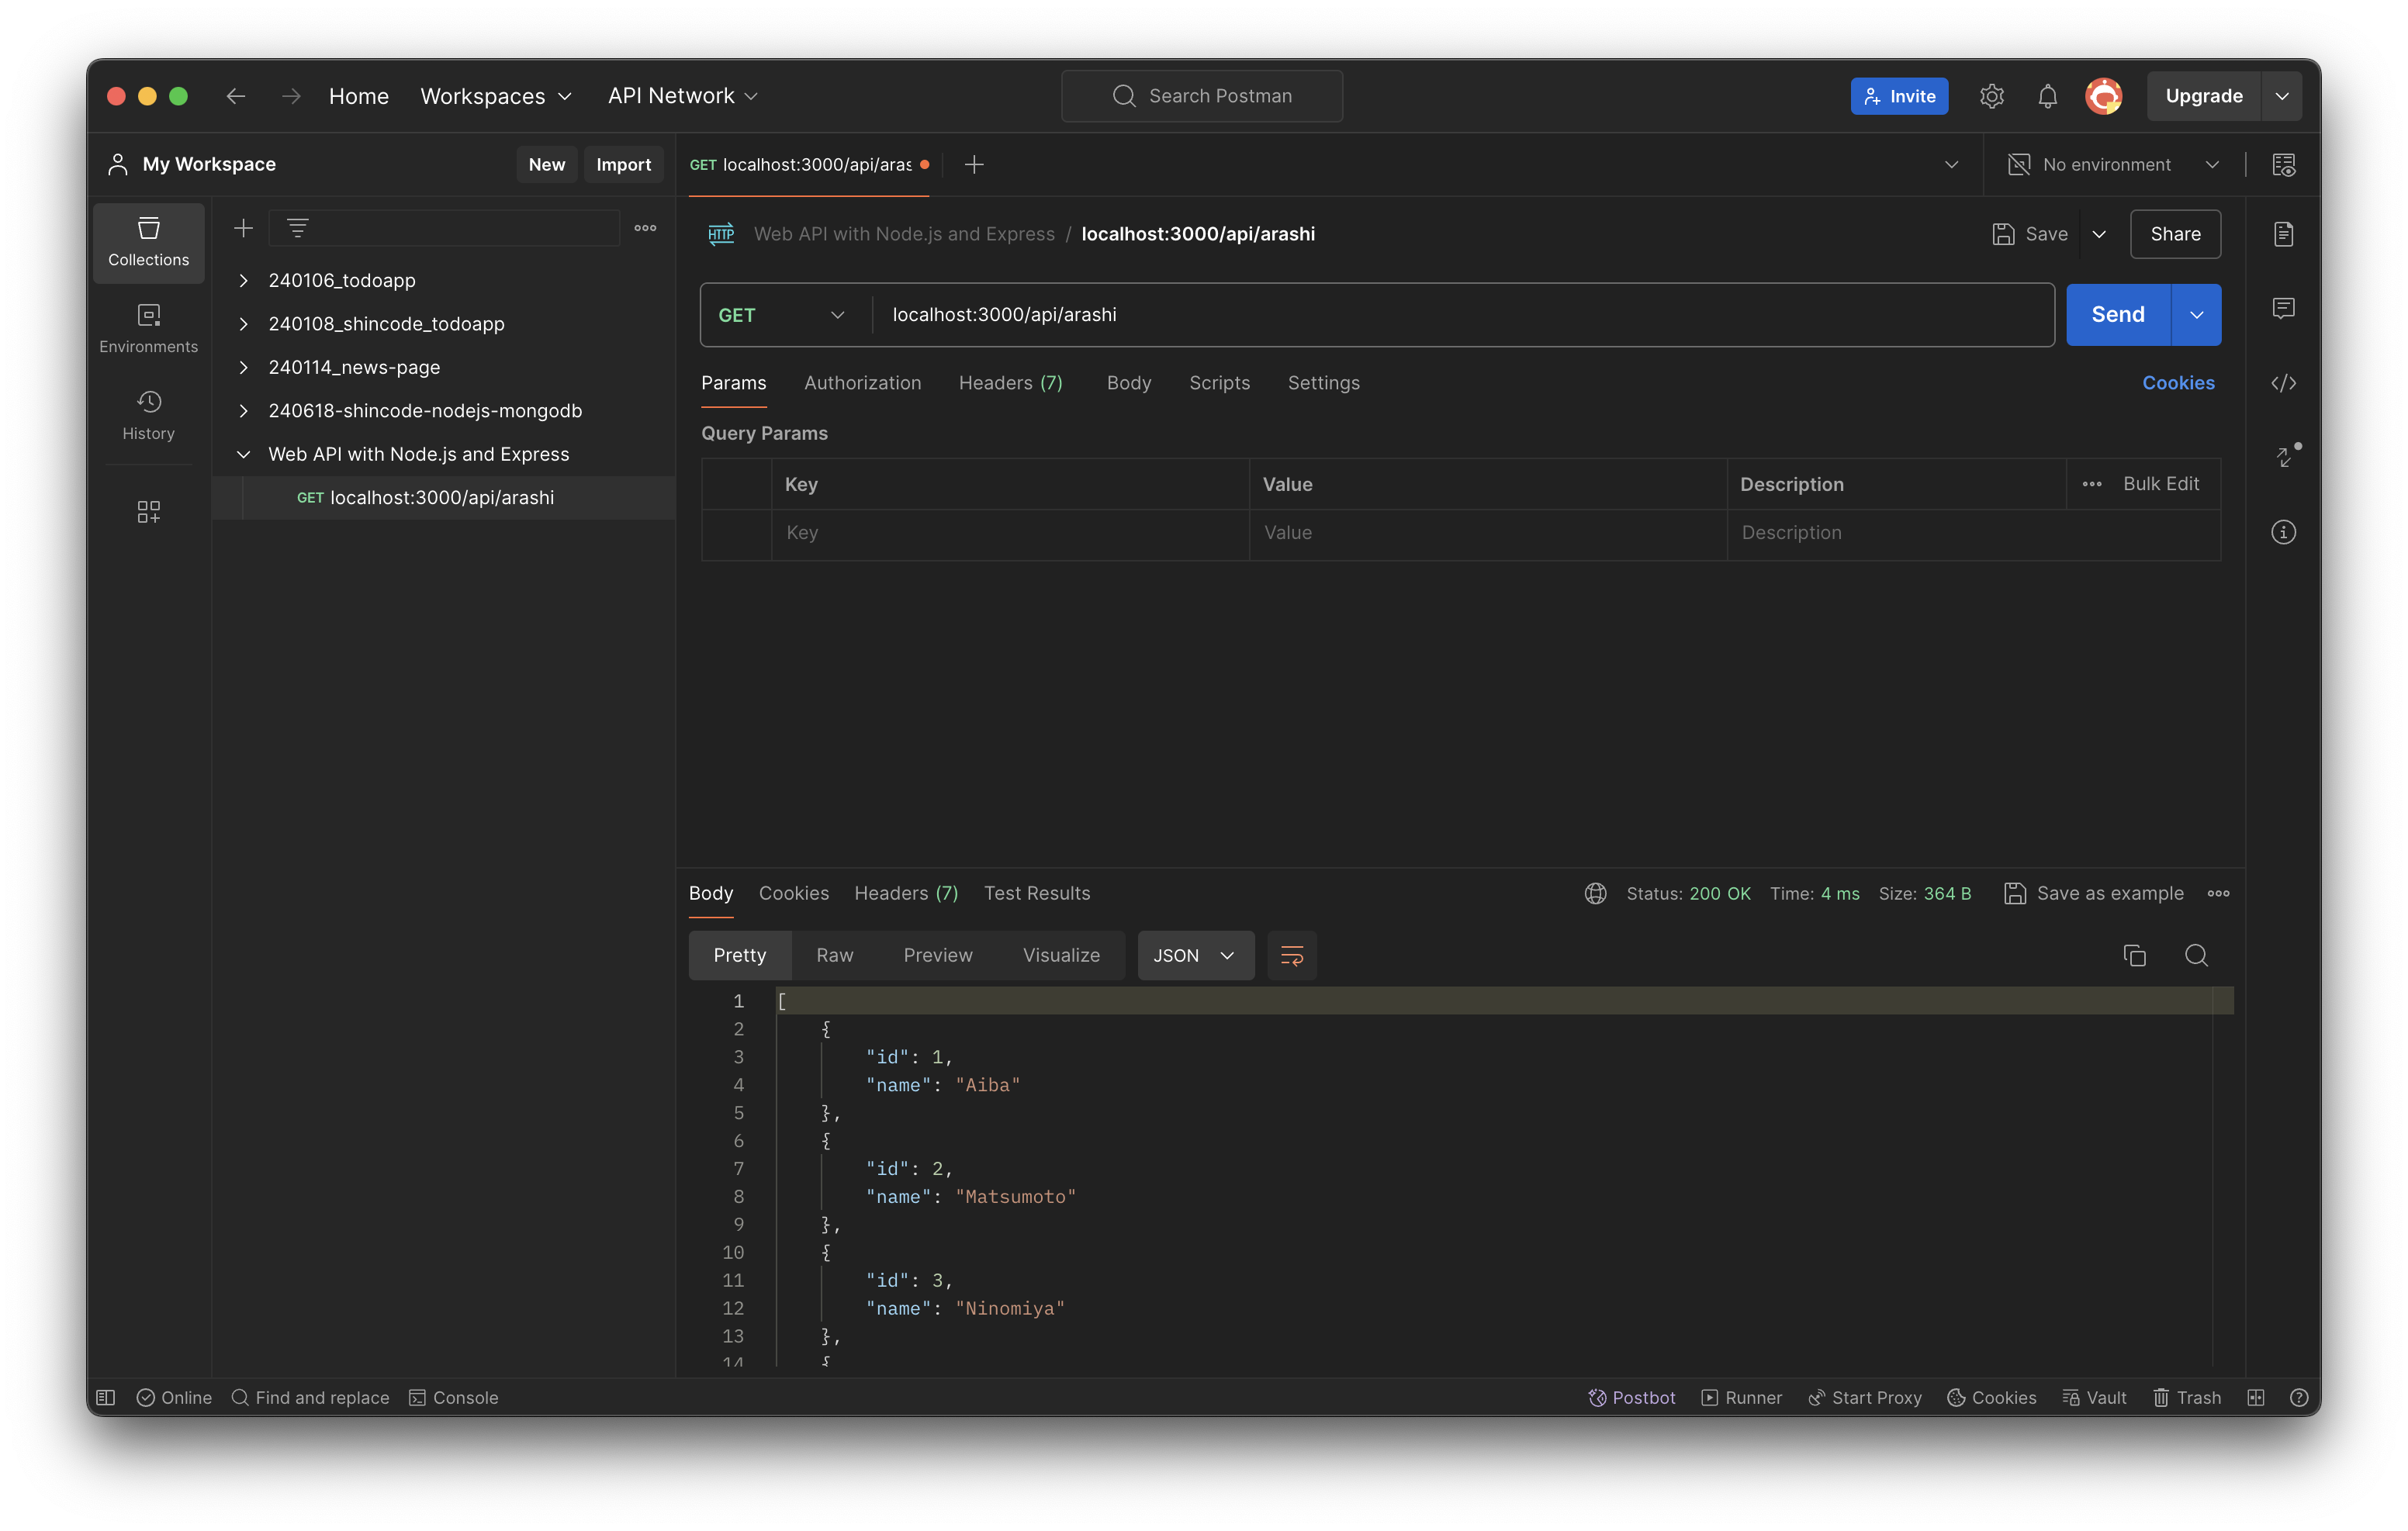 Home Workspaces API Network Search Postman Invite Upgrade
My Workspace New Import GET localhost:3000/api/aras No environment
Collections
Environments
History
240106_todoapp
240108_shincode_todoapp
240114_news-page
240618-shincode-nodejs-mongodb
Web API with Node.js and Express
GET localhost:3000/api/arashi
HTTP Web API with Node.js and Express / localhost:3000/api/arashi Save Share
GET localhost:3000/api/arashi Send
Params Authorization Headers (7) Body Scripts Settings Cookies
Query Params
Key Value Description Bulk Edit
Key Value Description
Body Cookies Headers (7) Test Results Status: 200 OK Time: 4 ms Size: 364 B Save as example
Pretty Raw Preview Visualize JSON
1 [
2 {
3 "id": 1,
4 "name": "Aiba"
5 },
6 {
7 "id": 2,
8 "name": "Matsumoto"
9 },
10 {
11 "id": 3,
12 "name": "Ninomiya"
13 },
14 {
Online Find and replace Console Postbot Runner Start Proxy Cookies Vault Trash